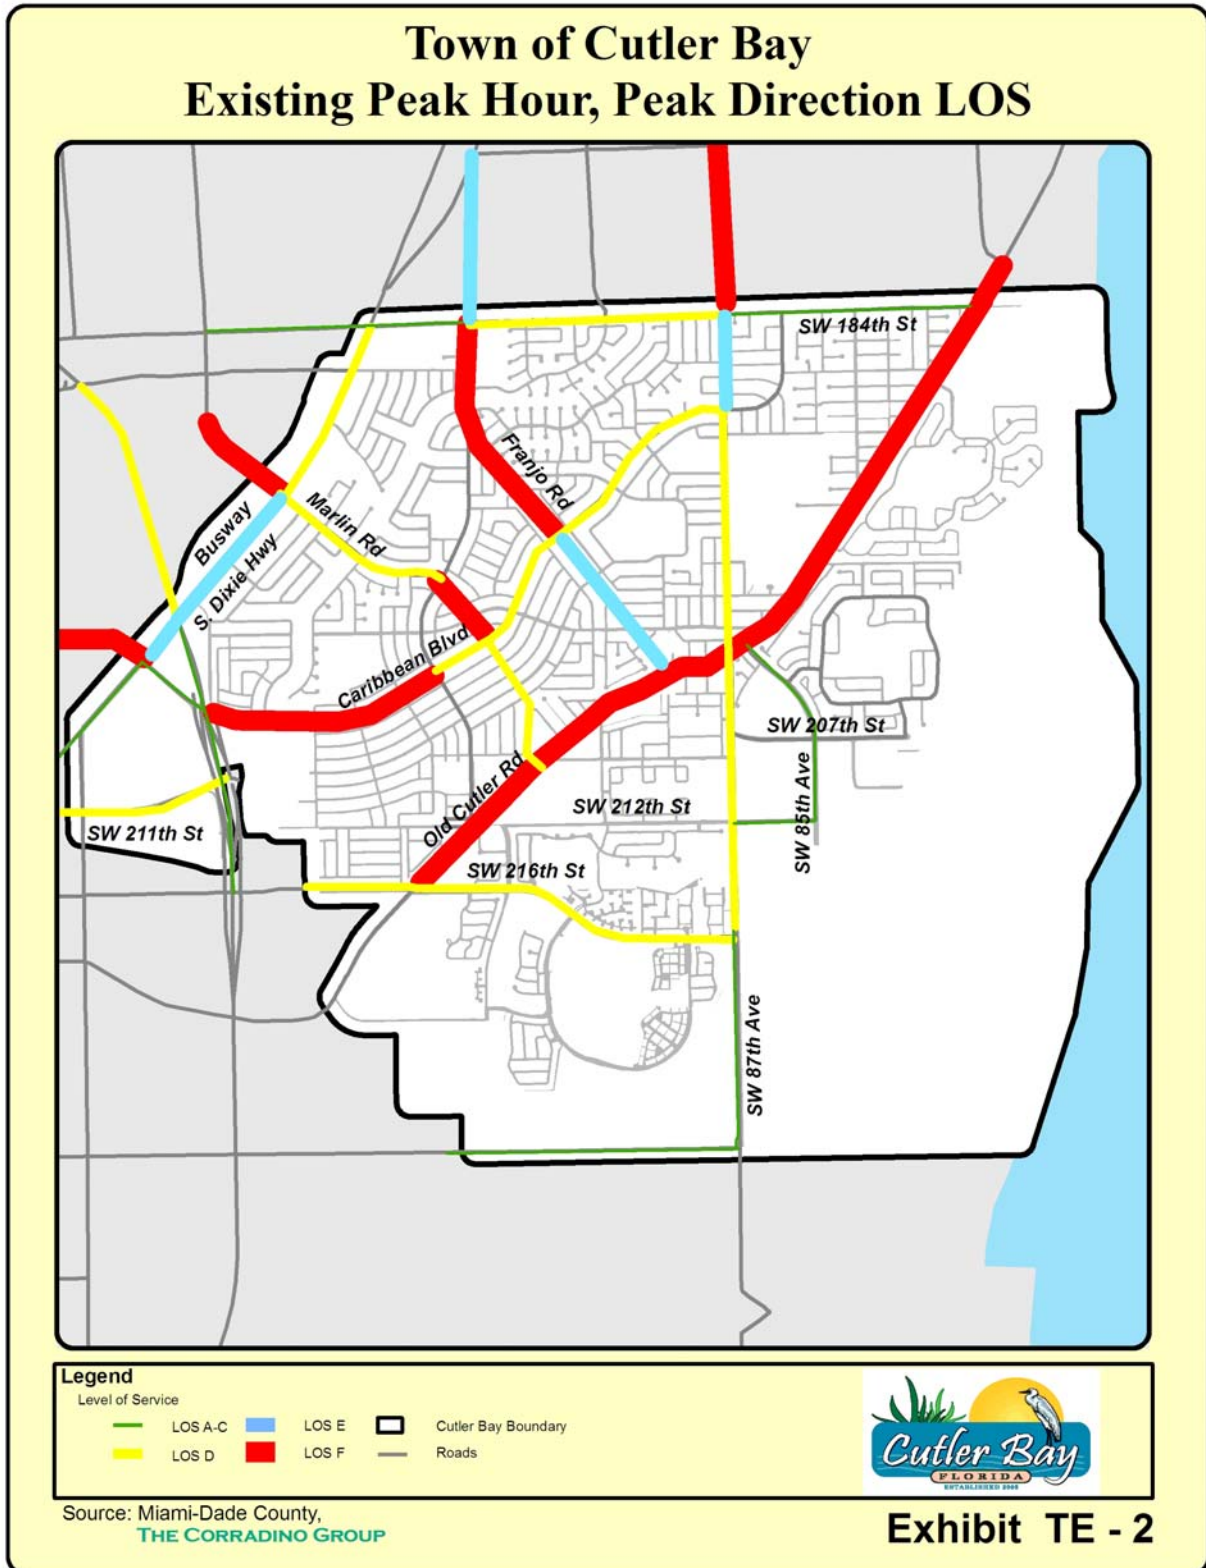 Town of Cutler Bay
Existing Peak Hour, Peak Direction LOS
SW 184th St
Franjo Rd
Marlin Rd
Busway
S. Dixie Hwy
Caribbean Blvd
SW 207th St
Old Cutler Rd
SW 212th St
SW 85th Ave
SW 211th St
SW 216th St
SW 87th Ave
Legend
Level of Service
LOS A-C
LOS E
Cutler Bay Boundary
LOS D
LOS F
Roads
Cutler Bay
FLORIDA
Source: Miami-Dade County,
THE CORRADINO GROUP
Exhibit TE - 2